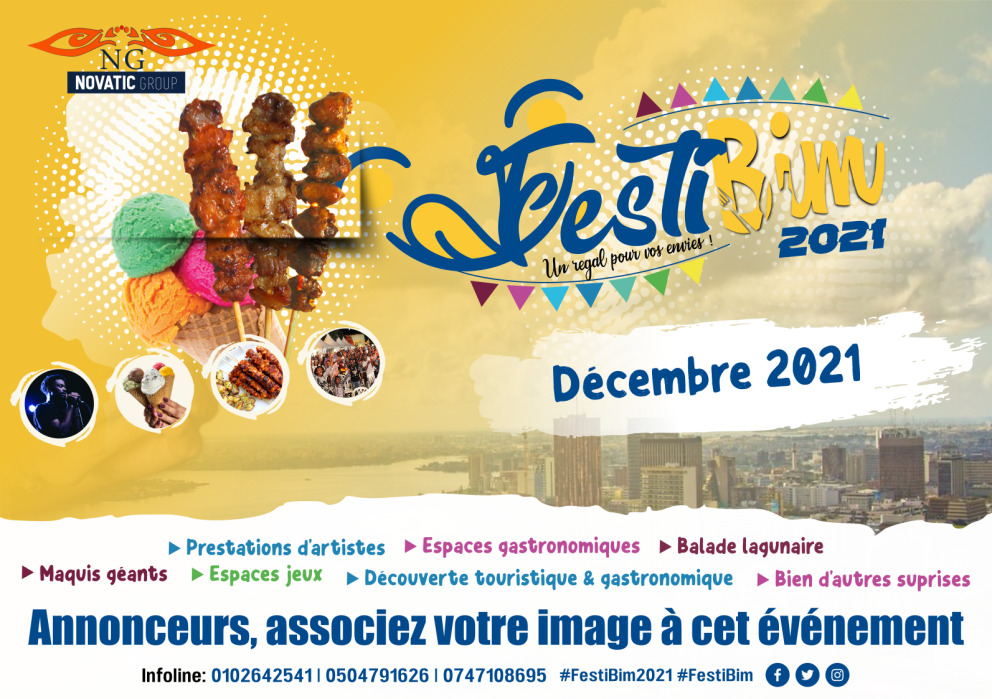 NG
NOVATIC GROUP
FestiBim
2021
Un regal pour vos envies !
Décembre 2021
Prestations d'artistes Espaces gastronomiques Balade lagunaire
Maquis géants Espaces jeux Découverte touristique & gastronomique Bien d'autres suprises
Annonceurs, associez votre image à cet événement
Infoline: 0102642541 | 0504791626 | 0747108695 #FestiBim2021 #FestiBim